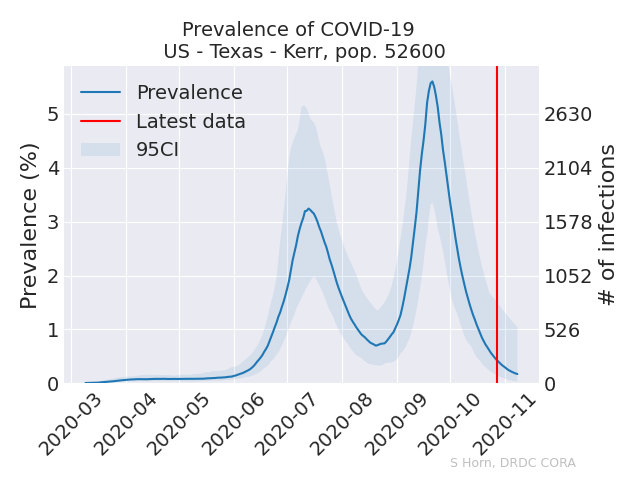 Prevalence of COVID-19
US - Texas - Kerr, pop. 52600
Prevalence
Latest data
95CI
Prevalence (%)
5
4
3
2
1
0
2630
2104
1578
1052
526
0
# of infections
2020-03
2020-04
2020-05
2020-06
2020-07
2020-08
2020-09
2020-10
2020-11
S Horn, DRDC CORA